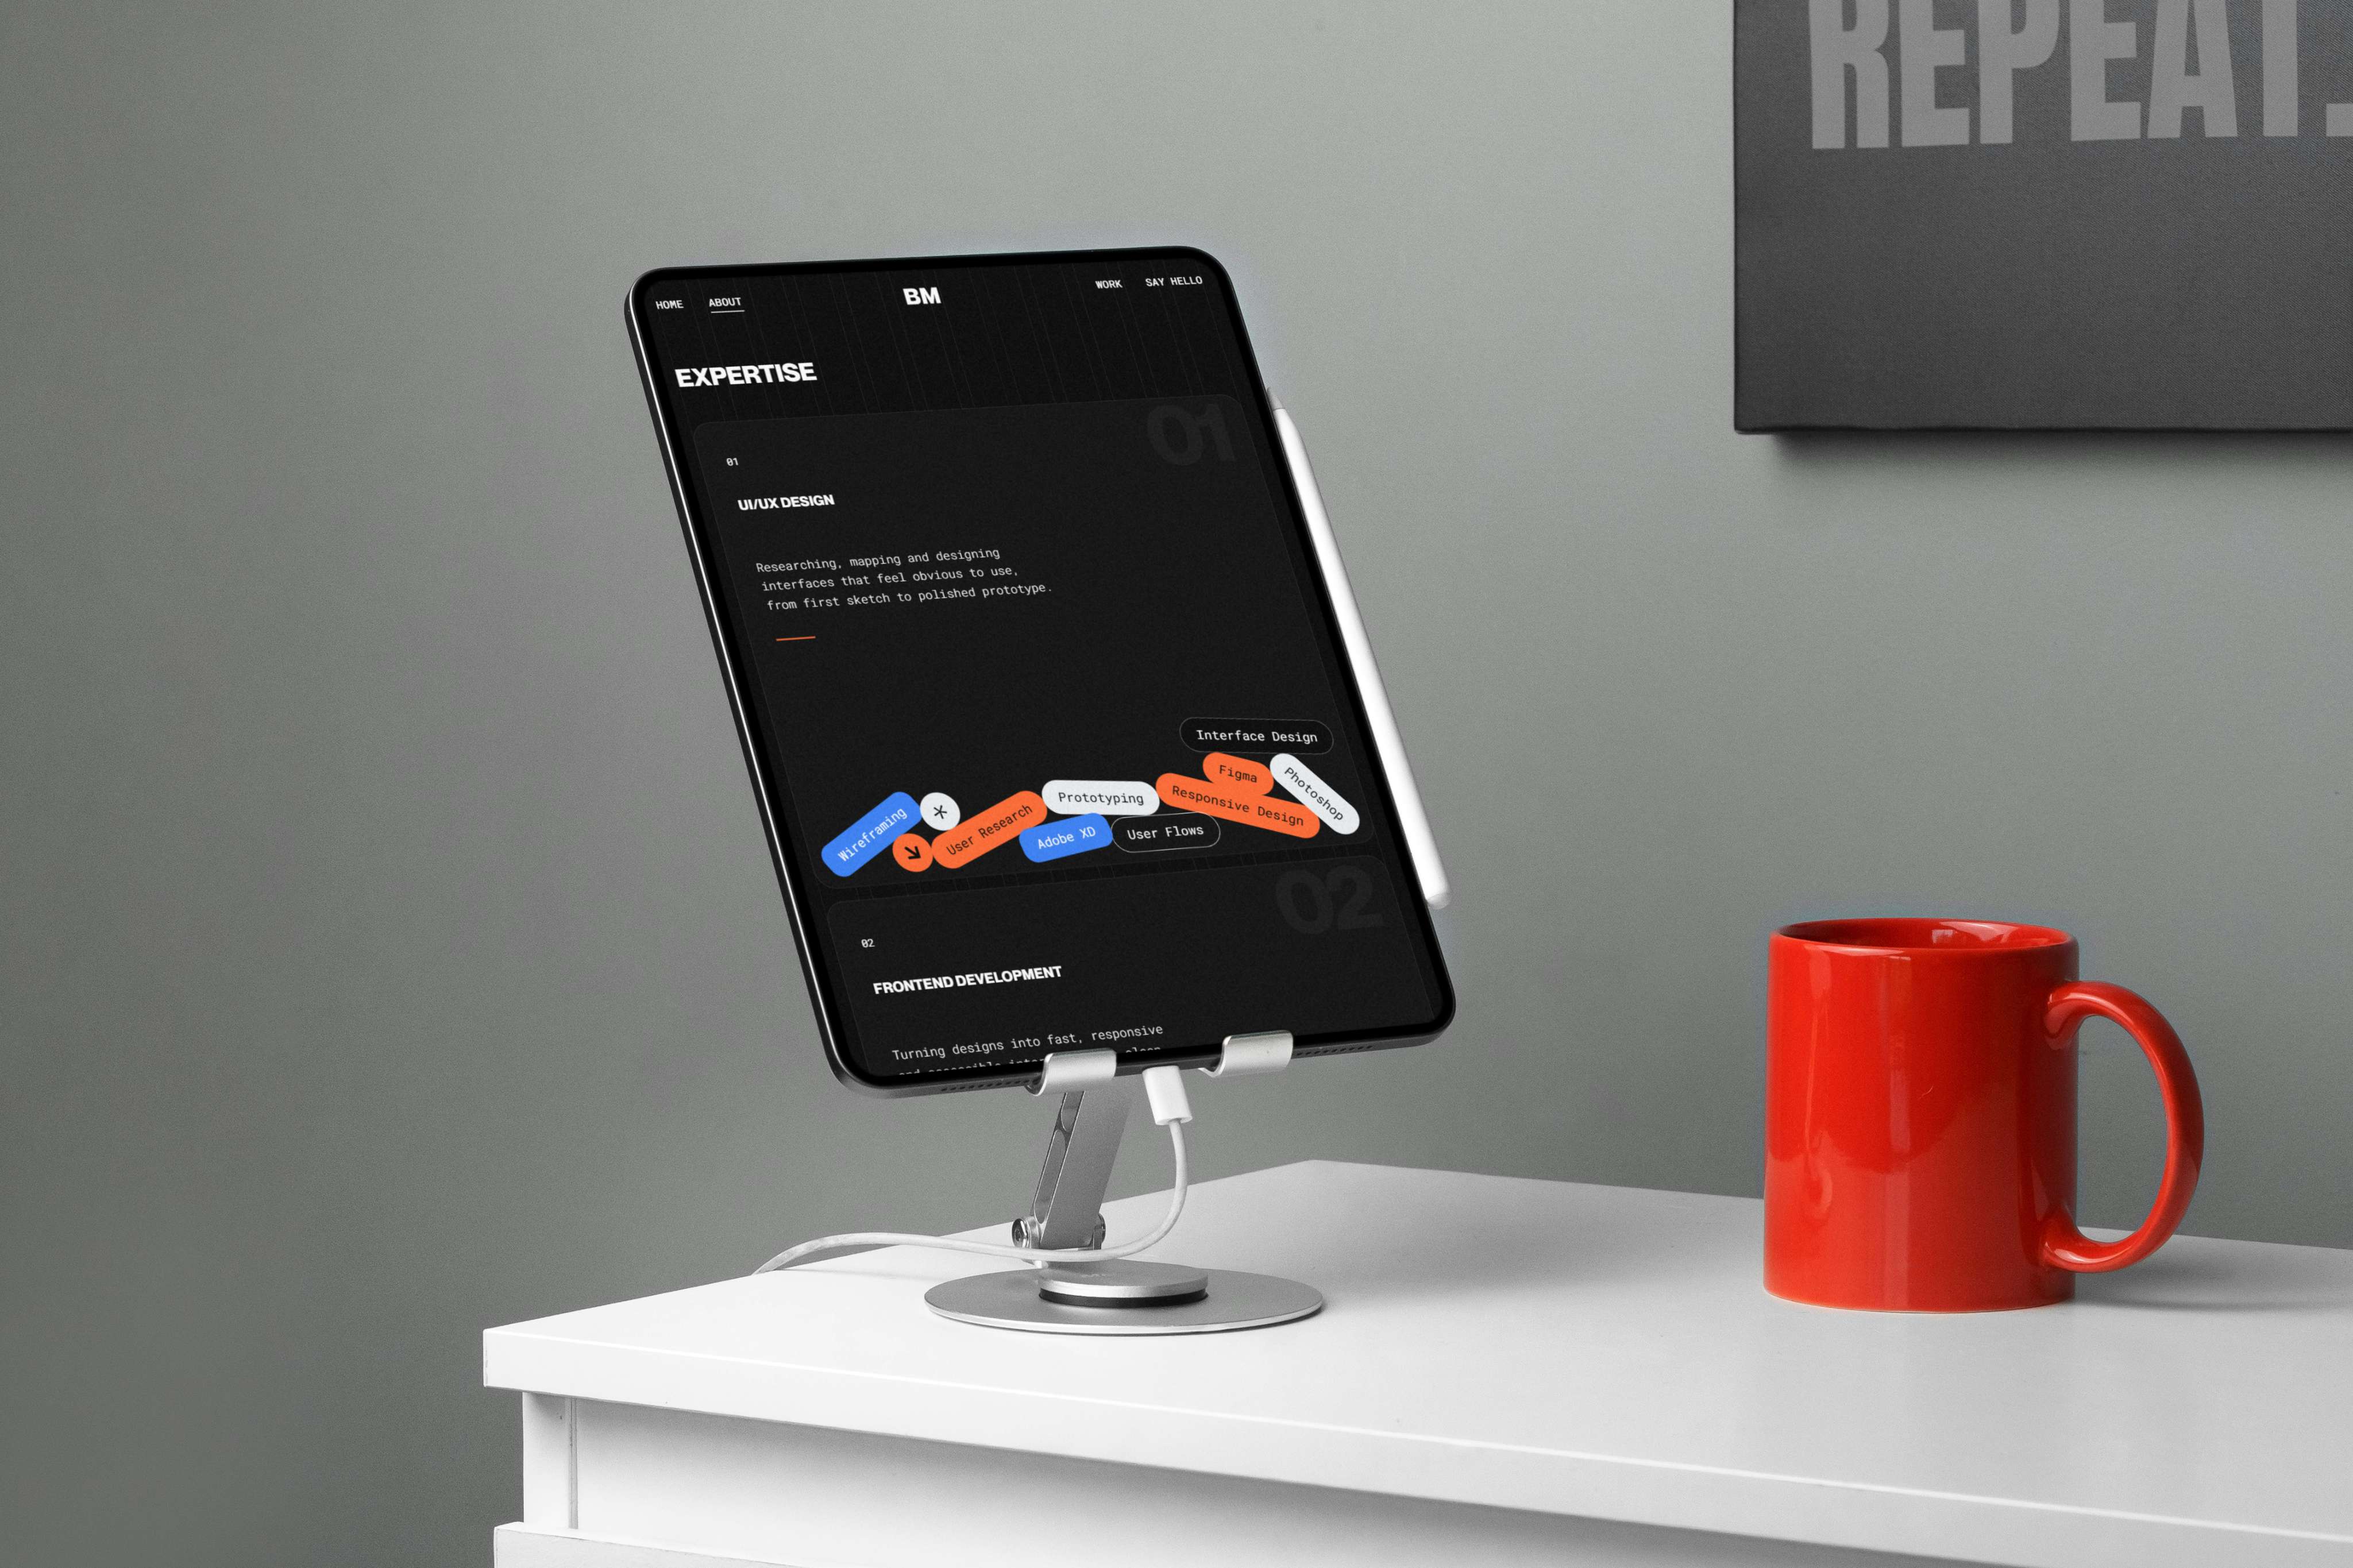 REPEAT.
HOME ABOUT BM WORK SAY HELLO
EXPERTISE
01
01
UI/UX DESIGN
Researching, mapping and designing
interfaces that feel obvious to use,
from first sketch to polished prototype.
Interface Design
Figma
Photoshop
Prototyping
Responsive Design
Wireframing
User Research
Adobe XD
User Flows
02
02
FRONTEND DEVELOPMENT
Turning designs into fast, responsive
and accessible